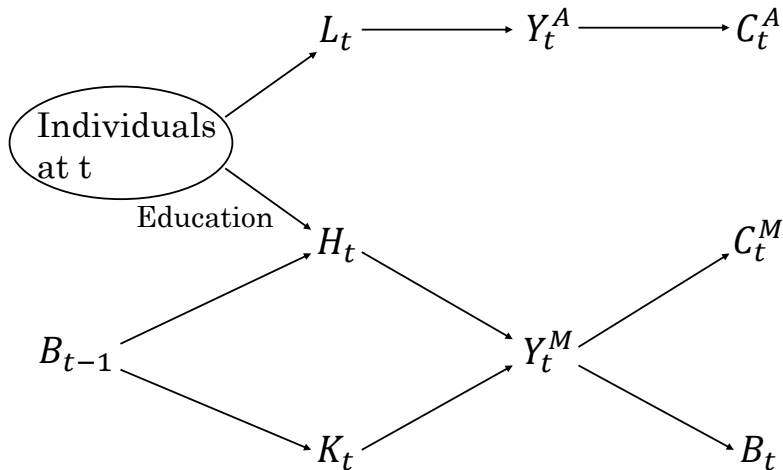 L_t
Y_t^A
C_t^A
Individuals
at t
Education
H_t
C_t^M
B_{t-1}
Y_t^M
K_t
B_t